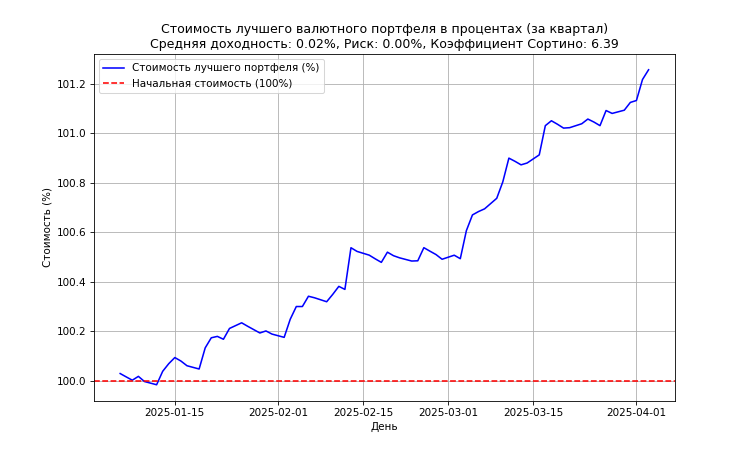 Стоимость лучшего валютного портфеля в процентах (за квартал)
Средняя доходность: 0.02%, Риск: 0.00%, Коэффициент Сортино: 6.39
Стоимость лучшего портфеля (%)
Начальная стоимость (100%)
Стоимость (%)
101.2
101.0
100.8
100.6
100.4
100.2
100.0
2025-01-15
2025-02-01
2025-02-15
2025-03-01
2025-03-15
2025-04-01
День